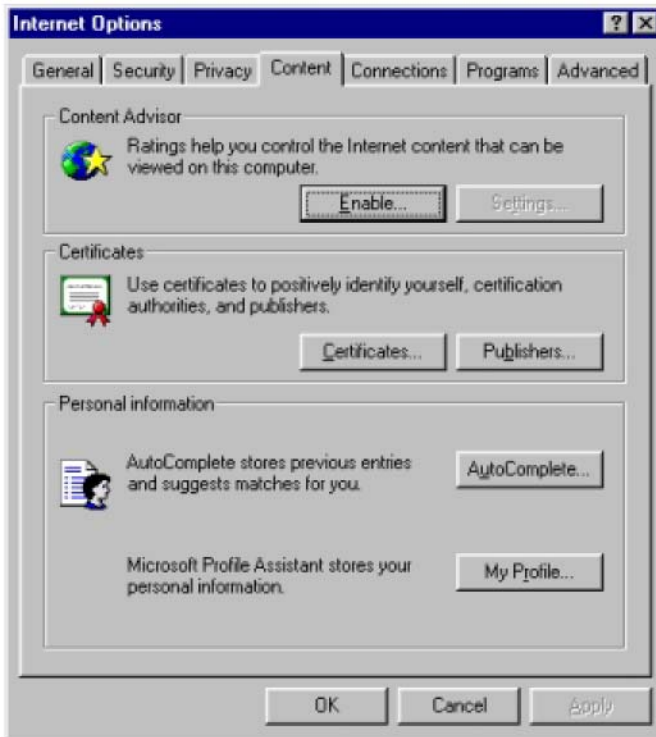 Internet Options
General Security Privacy Content Connections Programs Advanced
Content Advisor
Ratings help you control the Internet content that can be
viewed on this computer.
Enable... Settings...
Certificates
Use certificates to positively identify yourself, certification
authorities, and publishers.
Certificates... Publishers...
Personal information
AutoComplete stores previous entries
and suggests matches for you.
AutoComplete...
Microsoft Profile Assistant stores your
personal information.
My Profile...
OK Cancel Apply